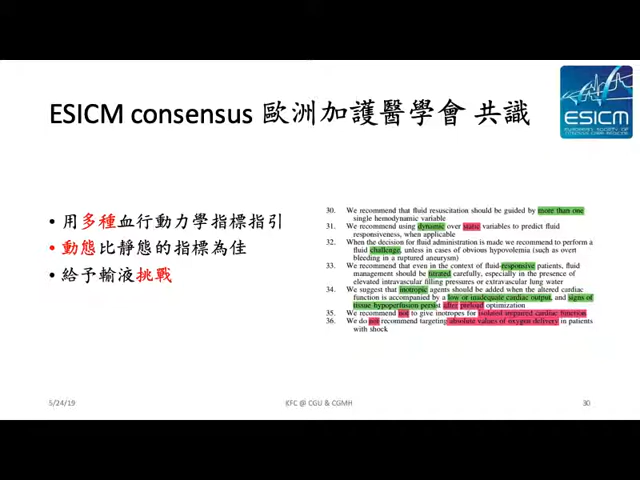 ESICM consensus 歐洲加護醫學會 共識
ESICM
EUROPEAN SOCIETY OF
INTENSIVE CARE MEDICINE
• 用多種血行動力學指標指引
• 動態比靜態的指標為佳
• 給予輸液挑戰
30. We recommend that fluid resuscitation should be guided by more than one
single hemodynamic variable
31. We recommend using dynamic over static variables to predict fluid
responsiveness, when applicable
32. When the decision for fluid administration is made we recommend to perform a
fluid challenge, unless in cases of obvious hypovolemia (such as overt
bleeding in a ruptured aneurysm)
33. We recommend that even in the context of fluid-responsive patients, fluid
management should be titrated carefully, especially in the presence of
elevated intravascular filling pressures or extravascular lung water
34. We suggest that inotropic agents should be added when the altered cardiac
function is accompanied by a low or inadequate cardiac output, and signs of
tissue hypoperfusion persist after preload optimization
35. We recommend not to give inotropes for isolated impaired cardiac function
36. We do not recommend targeting absolute values of oxygen delivery in patients
with shock
5/24/19
KFC @ CGU & CGMH
30